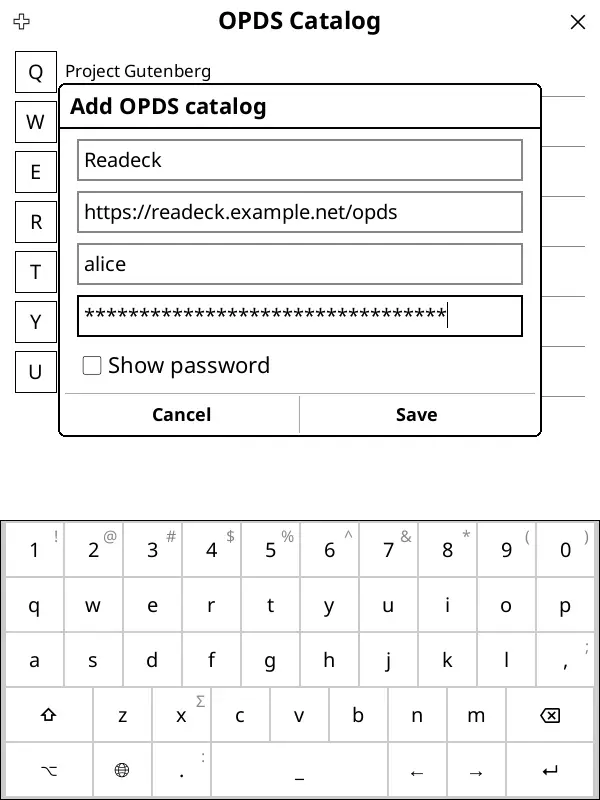 OPDS Catalog
Q Project Gutenberg
W
E
R
T
Y
U
Add OPDS catalog
Readeck
https://readeck.example.net/opds
alice
*********************************
Show password
Cancel Save
1 ! 2 @ 3 # 4 $ 5 % 6 ^ 7 & 8 * 9 ( 0 )
q w e r t y u i o p
a s d f g h j k l , ;
z x Σ c v b n m
. : _ ← →